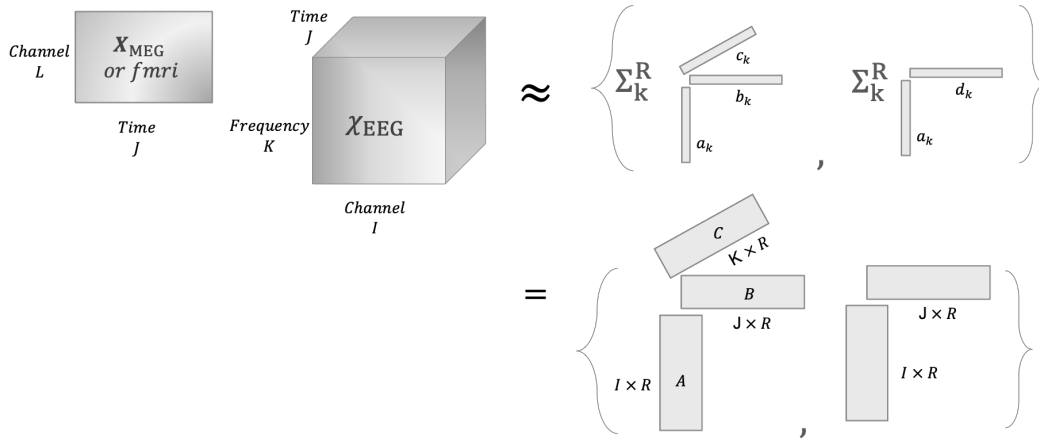 Channel
L
X_MEG
or fmri
Time
J
Time
J
Frequency
K
χ_EEG
Channel
I
≈
Σ_k^R
c_k
b_k
a_k
,
Σ_k^R
d_k
a_k
=
C
K × R
B
J × R
I × R
A
,
J × R
I × R